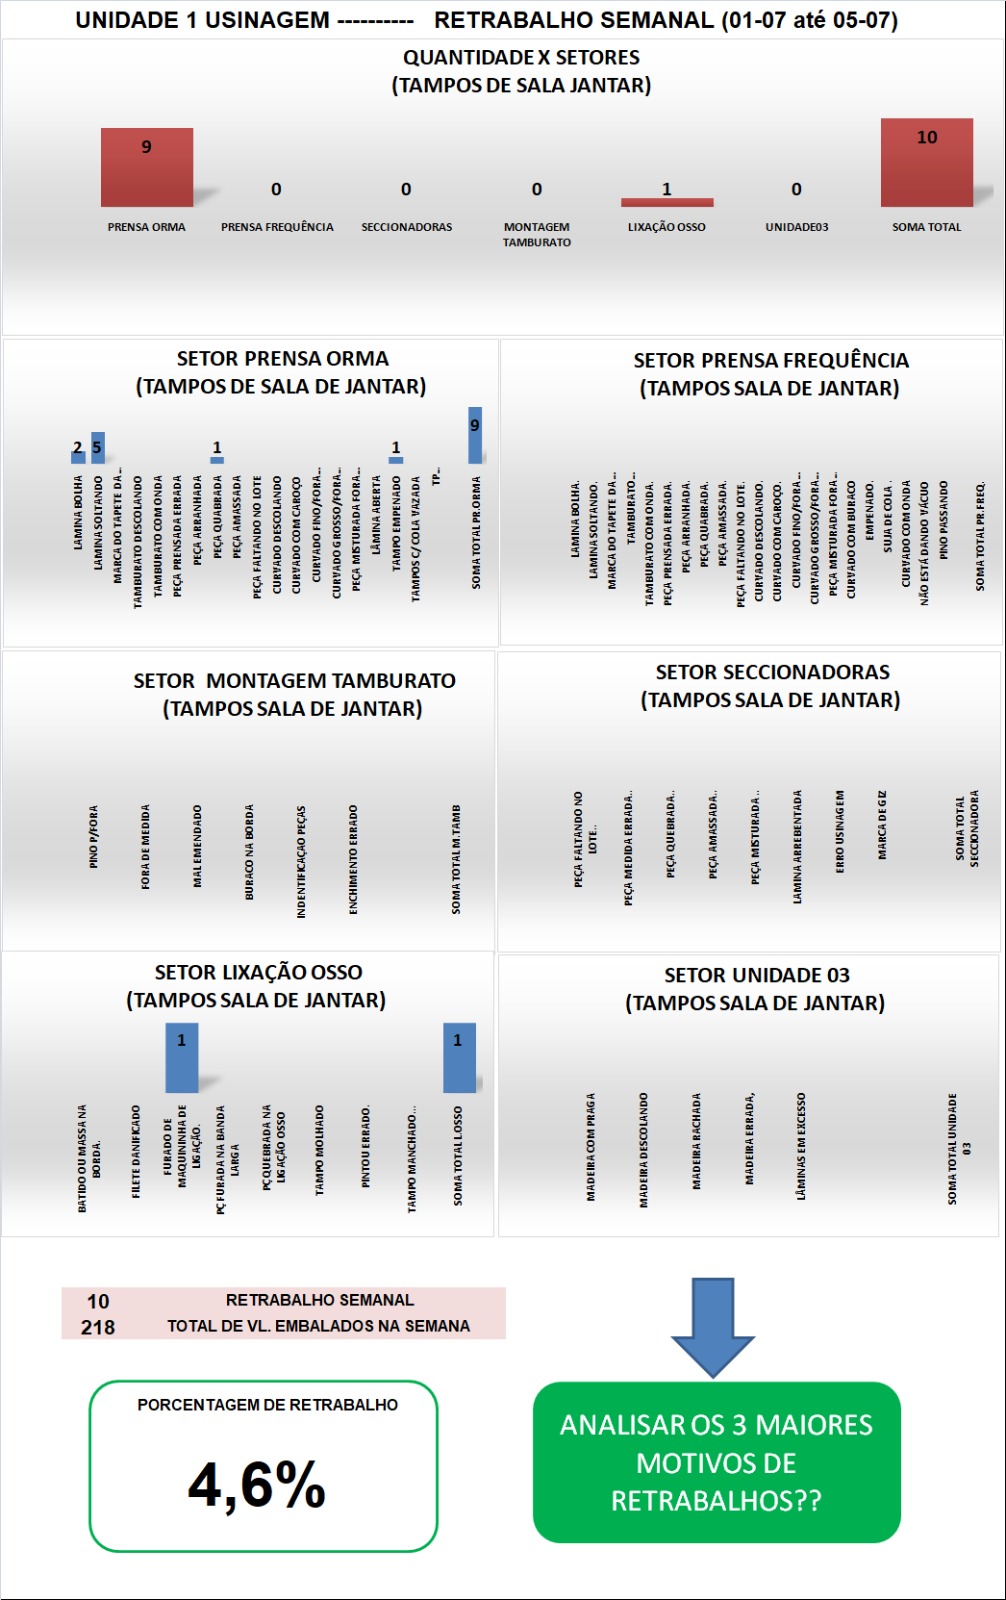 UNIDADE 1 USINAGEM ---------- RETRABALHO SEMANAL (01-07 até 05-07)
QUANTIDADE X SETORES
(TAMPOS DE SALA JANTAR)
9
0
0
0
1
0
10
PRENSA ORMA
PRENSA FREQUÊNCIA
SECCIONADORAS
MONTAGEM
TAMBURATO
LIXAÇÃO OSSO
UNIDADE03
SOMA TOTAL
SETOR PRENSA ORMA
(TAMPOS DE SALA DE JANTAR)
2
5
1
1
9
LAMINA BOLHA
LAMINA SOLTANDO
MARCA DO TAPETE DA...
TAMBURATO DESCOLANDO
TAMBURATO COM ONDA
PEÇA PRENSADA ERRADA
PEÇA ARRANHADA
PEÇA QUABRADA
PEÇA AMASSADA
PEÇA FALTANDO NO LOTE
CURVADO DESCOLANDO
CURVADO COM CAROÇO
CURVADO FINO/FORA...
CURVADO GROSSO/FORA...
PEÇA MISTURADA FORA...
LÂMINA ABERTA
TAMPO EMPENADO
TAMPOS C/ COLA VAZADA
TP...
SOMA TOTAL PR.ORMA
SETOR PRENSA FREQUÊNCIA
(TAMPOS SALA DE JANTAR)
LAMINA BOLHA.
LAMINA SOLTANDO.
MARCA DO TAPETE DA...
TAMBURATO...
TAMBURATO COM ONDA.
PEÇA PRENSADA ERRADA.
PEÇA ARRANHADA.
PEÇA QUABRADA.
PEÇA AMASSADA.
PEÇA FALTANDO NO LOTE.
CURVADO DESCOLANDO.
CURVADO COM CAROÇO.
CURVADO FINO/FORA...
CURVADO GROSSO/FORA...
PEÇA MISTURADA FORA...
CURVADO COM BURACO
EMPENADO.
SUJA DE COLA .
CURVADO COM ONDA
NÃO ESTÁ DANDO VÁCUO
PINO PASSANDO
SOMA TOTAL PR. FREQ.
SETOR MONTAGEM TAMBURATO
(TAMPOS SALA DE JANTAR)
PINO P/FORA
FORA DE MEDIDA
MAL EMENDADO
BURACO NA BORDA
INDENTIFICAÇAO PEÇAS
ENCHIMENTO ERRADO
SOMA TOTAL M.TAMB
SETOR SECCIONADORAS
(TAMPOS SALA DE JANTAR)
PEÇA FALTANDO NO
LOTE..
PEÇA MEDIDA ERRADA..
PEÇA QUEBRADA..
PEÇA AMASSADA..
PEÇA MISTURADA ..
LAMINA ARREBENTADA
ERRO USINAGEM
MARCA DE GIZ
SOMA TOTAL
SECCIONADORA
SETOR LIXAÇÃO OSSO
(TAMPOS SALA DE JANTAR)
1
1
BATIDO OU MASSA NA
BORDA.
FILETE DANIFICADO
FURADO DE
MAQUININHA DE
LIGAÇÃO.
PÇ FURADA NA BANDA
LARGA
PÇ QUEBRADA NA
LIGAÇÃO OSSO
TAMPO MOLHADO
PINTOU ERRADO.
TAMPO MANCHADO...
SOMA TOTAL LOSSO
SETOR UNIDADE 03
(TAMPOS SALA DE JANTAR)
MADEIRA COM PRAGA
MADEIRA DESCOLANDO
MADEIRA RACHADA
MADEIRA ERRADA,
LÂMINAS EM EXCESSO
SOMA TOTAL UNIDADE
03
10 RETRABALHO SEMANAL
218 TOTAL DE VL. EMBALADOS NA SEMANA
PORCENTAGEM DE RETRABALHO
4,6%
ANALISAR OS 3 MAIORES
MOTIVOS DE
RETRABALHOS??